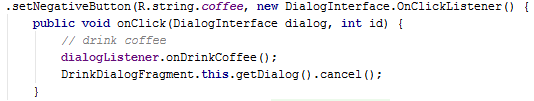 .setNegativeButton(R.string.coffee, new DialogInterface.OnClickListener() {
    public void onClick(DialogInterface dialog, int id) {
        // drink coffee
        dialogListener.onDrinkCoffee();
        DrinkDialogFragment.this.getDialog().cancel();
    }